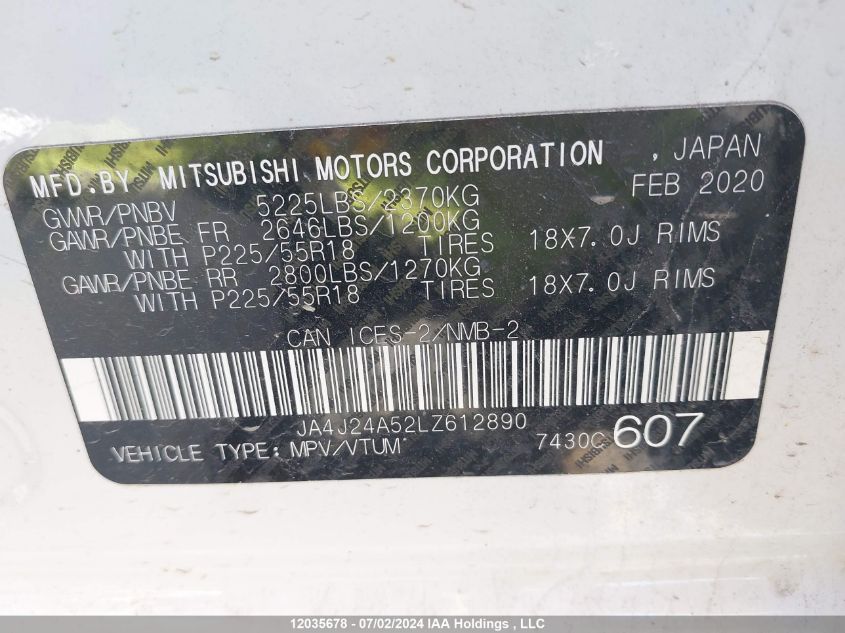 MFD.BY MITSUBISHI MOTORS CORPORATION , JAPAN
FEB 2020
GVWR/PNBV 5225LBS/2370KG
GAWR/PNBE FR 2646LBS/1200KG
WITH P225/55R18 TIRES 18X7.0J RIMS
GAWR/PNBE RR 2800LBS/1270KG
WITH P225/55R18 TIRES 18X7.0J RIMS
CAN ICES-2/NMB-2
JA4J24A52LZ612890
VEHICLE TYPE: MPV/VTUM 7430C 607
12035678 - 07/02/2024 IAA Holdings , LLC